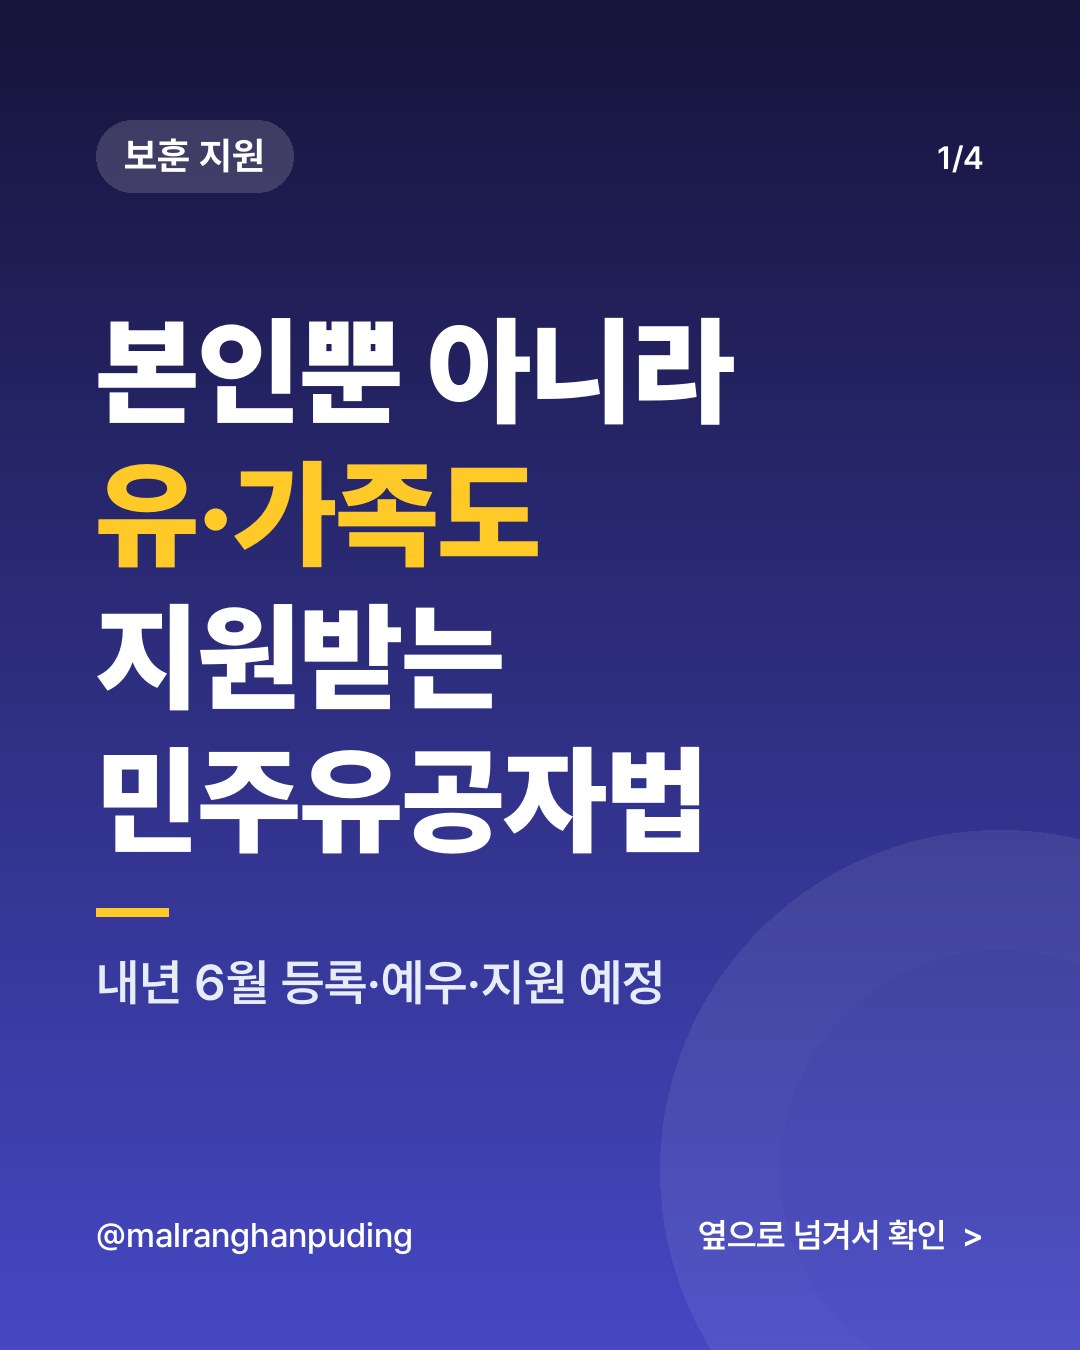 보훈 지원
1/4
본인뿐 아니라
유·가족도
지원받는
민주유공자법
내년 6월 등록·예우·지원 예정
@malranghanpuding
옆으로 넘겨서 확인 >